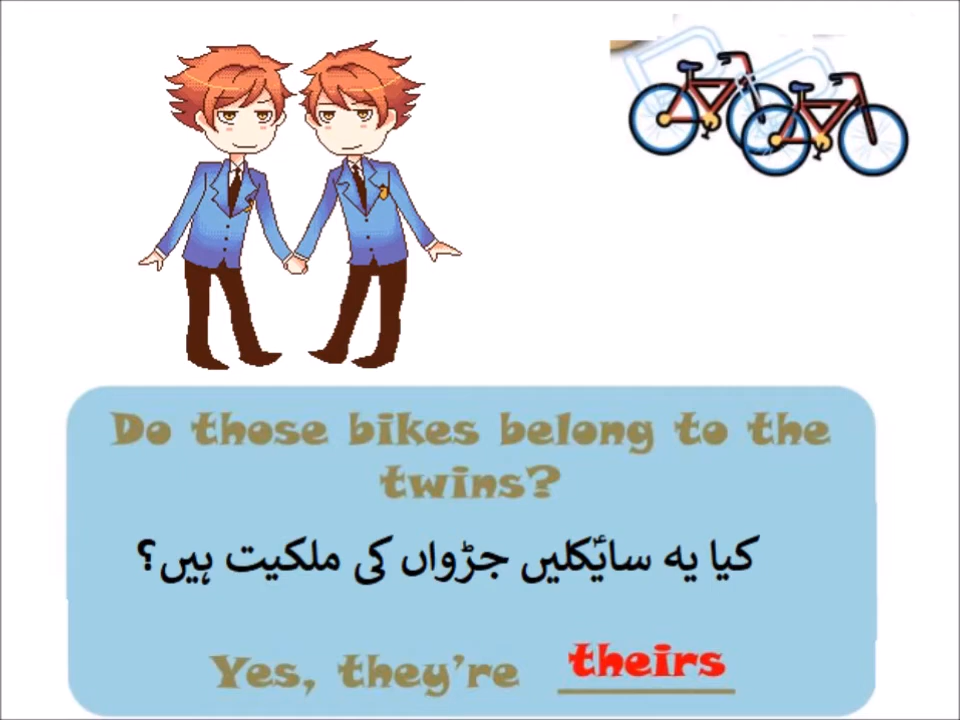 Do those bikes belong to the
twins?
کیا یہ سائیکلیں جڑواں کی ملکیت ہیں؟
Yes, they're theirs